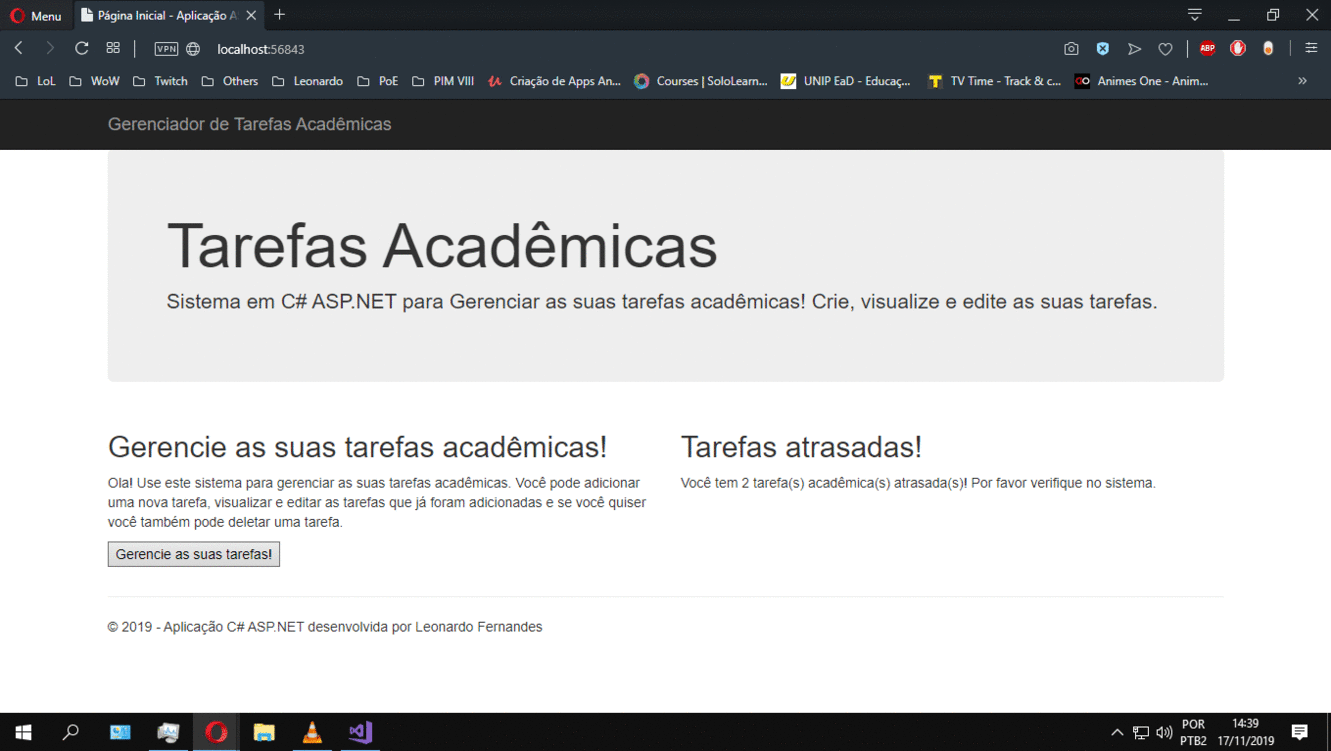 Menu
Página Inicial - Aplicação A
VPN
localhost:56843
ABP
LoL
WoW
Twitch
Others
Leonardo
PoE
PIM VIII
Criação de Apps An...
Courses | SoloLearn...
UNIP EaD - Educaç...
TV Time - Track & c...
Animes One - Anim...
Gerenciador de Tarefas Acadêmicas
Tarefas Acadêmicas
Sistema em C# ASP.NET para Gerenciar as suas tarefas acadêmicas! Crie, visualize e edite as suas tarefas.
Gerencie as suas tarefas acadêmicas!
Ola! Use este sistema para gerenciar as suas tarefas acadêmicas. Você pode adicionar
uma nova tarefa, visualizar e editar as tarefas que já foram adicionadas e se você quiser
você também pode deletar uma tarefa.
Gerencie as suas tarefas!
Tarefas atrasadas!
Você tem 2 tarefa(s) acadêmica(s) atrasada(s)! Por favor verifique no sistema.
© 2019 - Aplicação C# ASP.NET desenvolvida por Leonardo Fernandes
POR
PTB2
14:39
17/11/2019